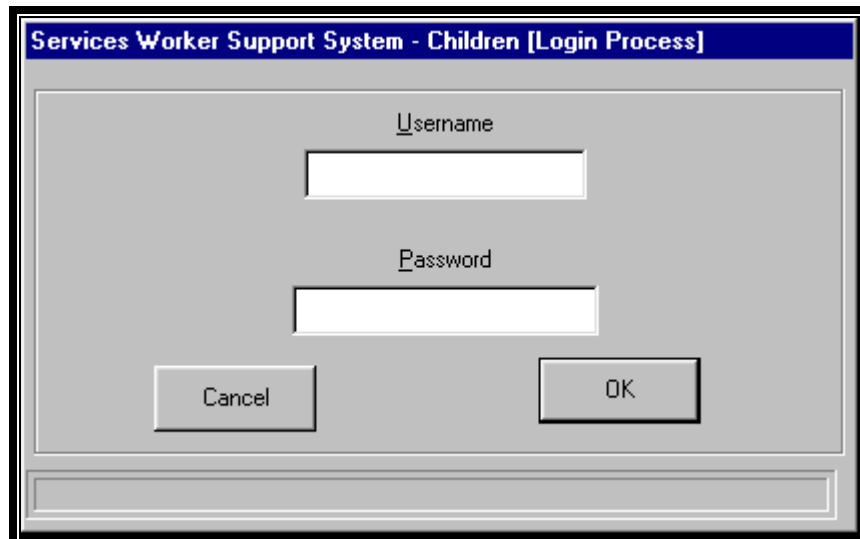 Services Worker Support System - Children [Login Process]
Username
Password
Cancel
OK